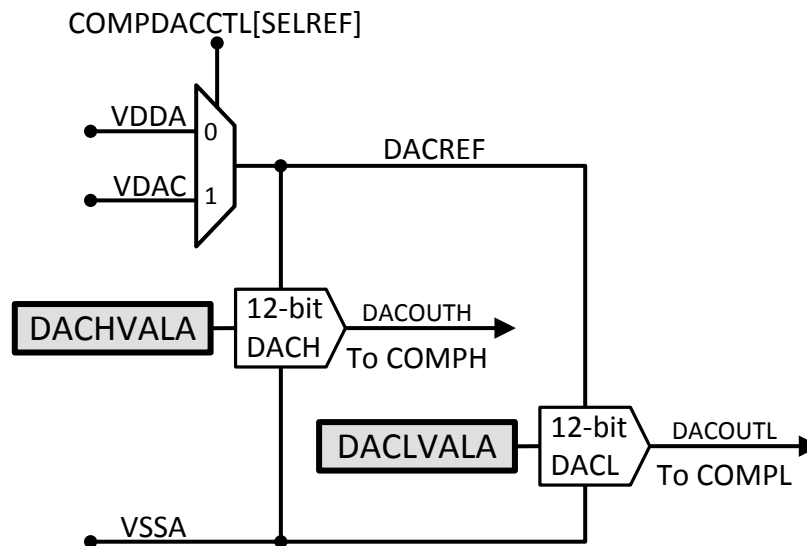 COMPDACCTL[SELREF]
VDDA
0
DACREF
VDAC
1
DACHVALA
12-bit
DACH
DACOUTH
To COMPH
DACLVALA
12-bit
DACL
DACOUTL
To COMPL
VSSA